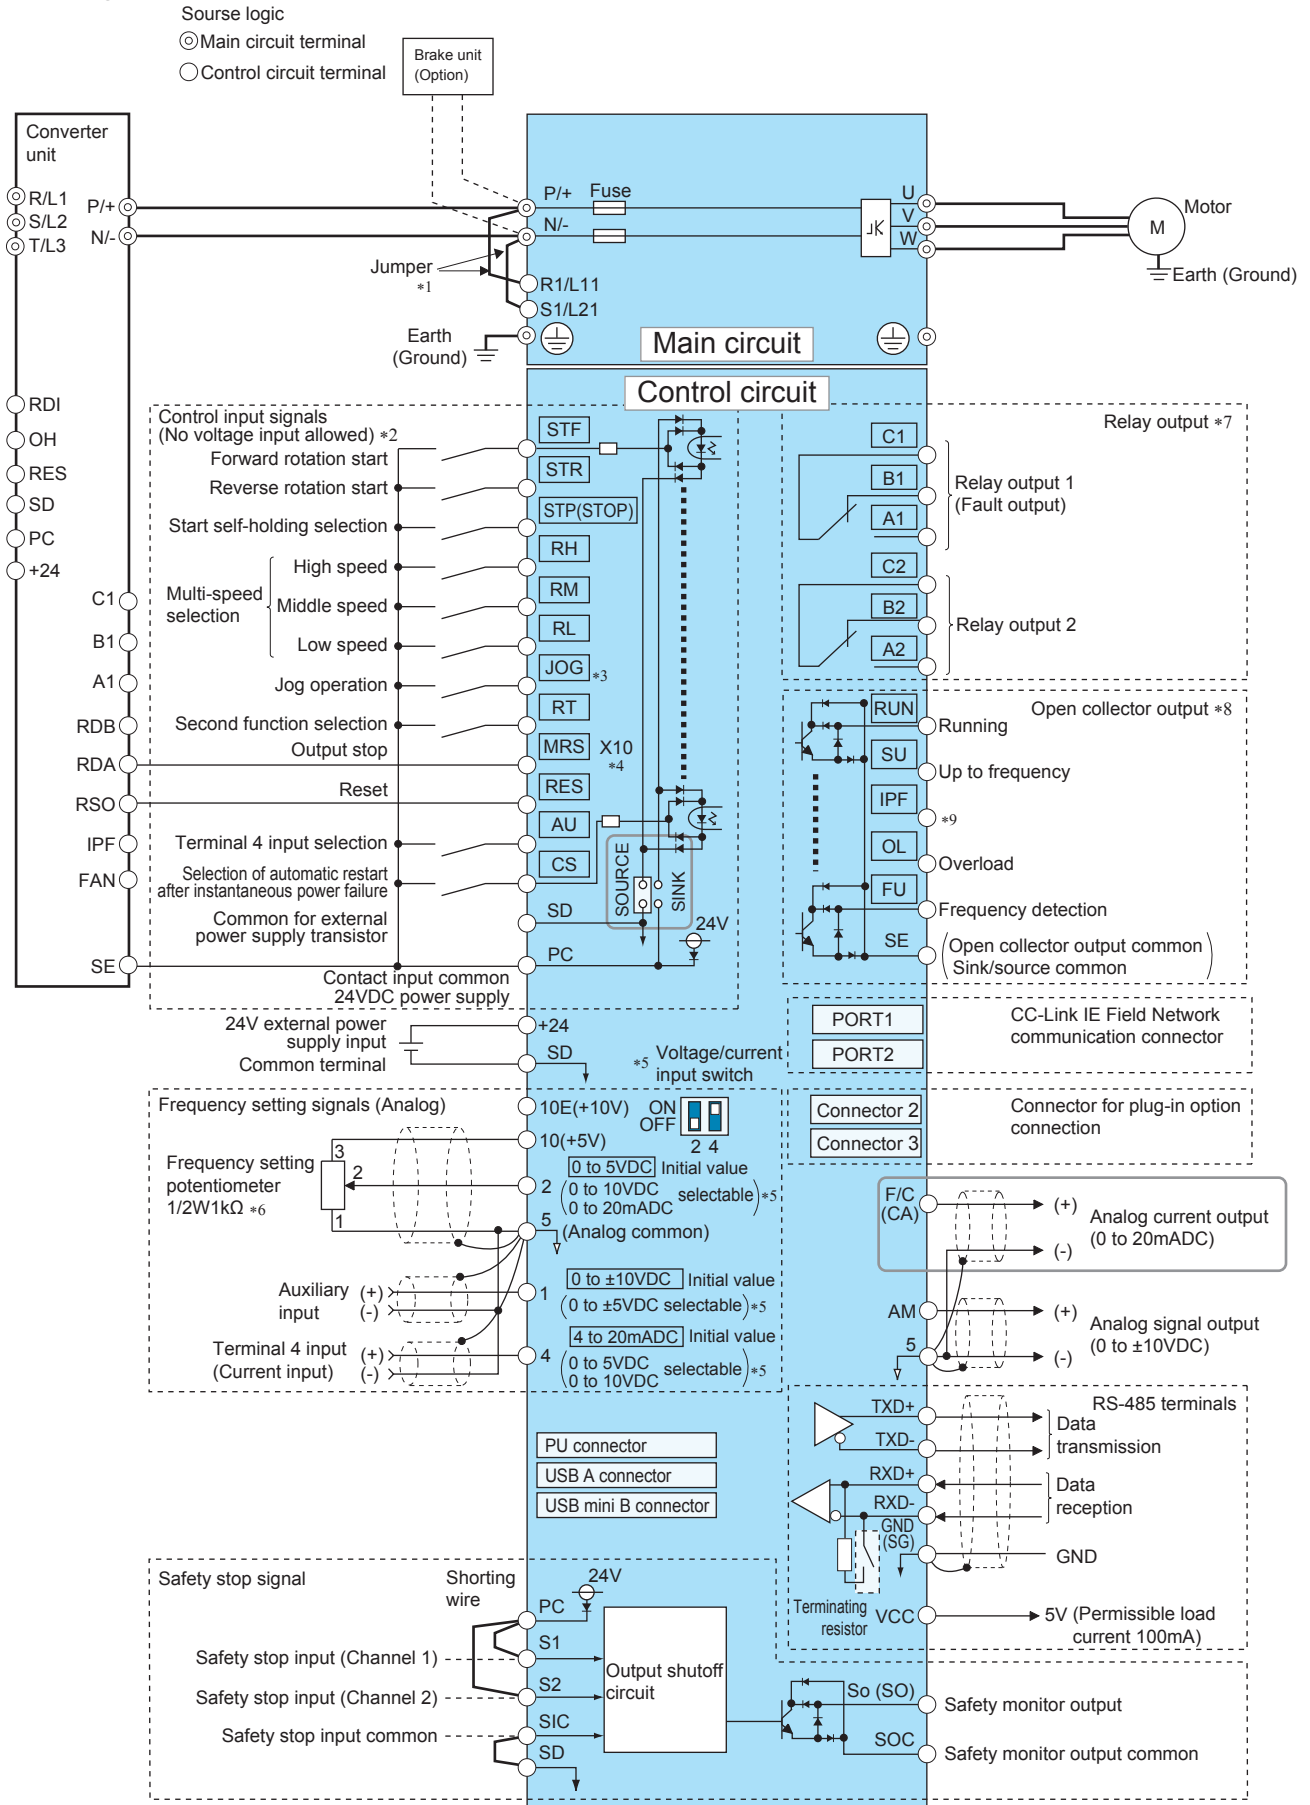 Sourse logic
Main circuit terminal
Control circuit terminal
Brake unit
(Option)
Converter
unit
R/L1
S/L2
T/L3
P/+
N/-
P/+
Fuse
N/-
U
V
W
Motor
M
Earth (Ground)
Jumper
*1
R1/L11
S1/L21
Earth
(Ground)
Main circuit
Control circuit
RDI
OH
RES
SD
PC
+24
C1
B1
A1
RDB
RDA
RSO
IPF
FAN
SE
Control input signals
(No voltage input allowed) *2
Forward rotation start
Reverse rotation start
Start self-holding selection
Multi-speed
selection
High speed
Middle speed
Low speed
Jog operation
Second function selection
Output stop
Reset
Terminal 4 input selection
Selection of automatic restart
after instantaneous power failure
Common for external
power supply transistor
Contact input common
24VDC power supply
STF
STR
STP(STOP)
RH
RM
RL
JOG *3
RT
MRS X10
*4
RES
AU
CS
SD
PC
SOURCE
SINK
24V
Relay output *7
C1
B1
A1
Relay output 1
(Fault output)
C2
B2
A2
Relay output 2
Open collector output *8
RUN
Running
SU
Up to frequency
IPF
*9
OL
Overload
FU
Frequency detection
SE
Open collector output common
Sink/source common
24V external power
supply input
Common terminal
+24
SD
*5 Voltage/current
input switch
ON
OFF
2 4
PORT1
PORT2
CC-Link IE Field Network
communication connector
Connector 2
Connector 3
Connector for plug-in option
connection
Frequency setting signals (Analog)
Frequency setting
potentiometer
1/2W1kΩ *6
3
2
1
10E(+10V)
10(+5V)
0 to 5VDC Initial value
2
0 to 10VDC
0 to 20mADC
selectable *5
5
(Analog common)
Auxiliary
input
(+)
(-)
1
0 to ±10VDC Initial value
(0 to ±5VDC selectable) *5
Terminal 4 input
(Current input)
(+)
(-)
4
4 to 20mADC Initial value
0 to 5VDC
0 to 10VDC
selectable *5
F/C
(CA)
(+)
(-)
Analog current output
(0 to 20mADC)
AM
5
(+)
(-)
Analog signal output
(0 to ±10VDC)
PU connector
USB A connector
USB mini B connector
RS-485 terminals
TXD+
TXD-
Data
transmission
RXD+
RXD-
Data
reception
GND
(SG)
GND
Terminating
resistor
VCC
5V (Permissible load
current 100mA)
Safety stop signal
Shorting
wire
24V
PC
S1
S2
SIC
SD
Safety stop input (Channel 1)
Safety stop input (Channel 2)
Safety stop input common
Output shutoff
circuit
So (SO)
SOC
Safety monitor output
Safety monitor output common